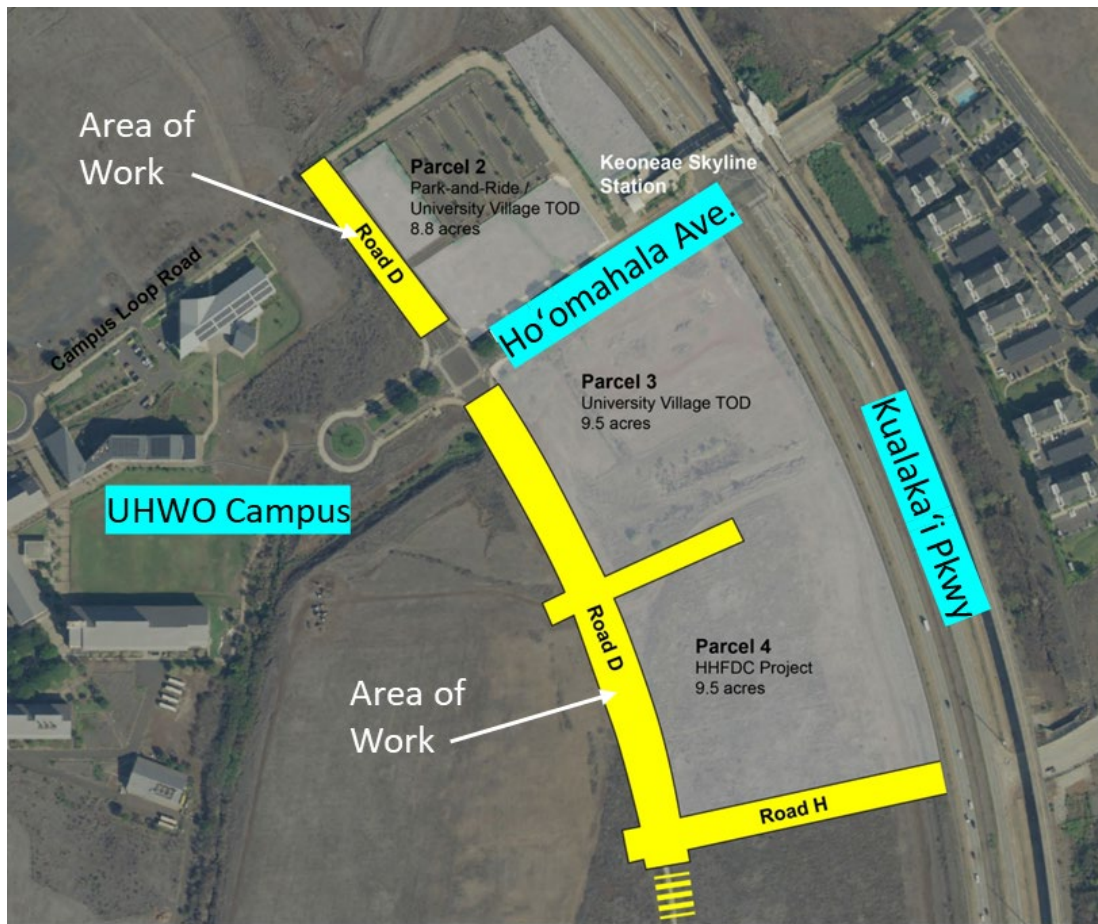 Area of
Work
Parcel 2
Park-and-Ride /
University Village TOD
8.8 acres
Keoneae Skyline
Station
Road D
Campus Loop Road
Hoʻomahala Ave.
Parcel 3
University Village TOD
9.5 acres
Kualakaʻi Pkwy
UHWO Campus
Road D
Parcel 4
HHFDC Project
9.5 acres
Area of
Work
Road H